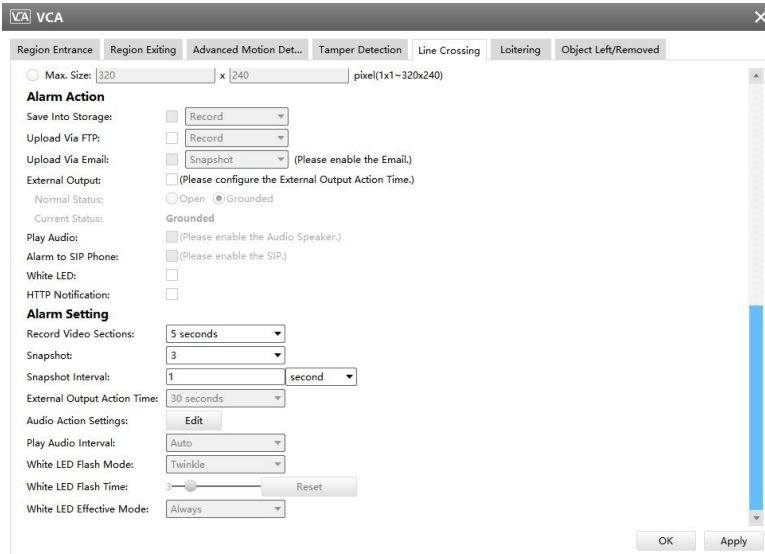 VCA VCA
Region Entrance Region Exiting Advanced Motion Det... Tamper Detection Line Crossing Loitering Object Left/Removed
Max. Size: 320 x 240 pixel(1x1~320x240)
Alarm Action
Save Into Storage: Record
Upload Via FTP: Record
Upload Via Email: Snapshot (Please enable the Email.)
External Output: (Please configure the External Output Action Time.)
Normal Status: Open Grounded
Current Status: Grounded
Play Audio: (Please enable the Audio Speaker.)
Alarm to SIP Phone: (Please enable the SIP.)
White LED:
HTTP Notification:
Alarm Setting
Record Video Sections: 5 seconds
Snapshot: 3
Snapshot Interval: 1 second
External Output Action Time: 30 seconds
Audio Action Settings: Edit
Play Audio Interval: Auto
White LED Flash Mode: Twinkle
White LED Flash Time: 3 Reset
White LED Effective Mode: Always
OK Apply